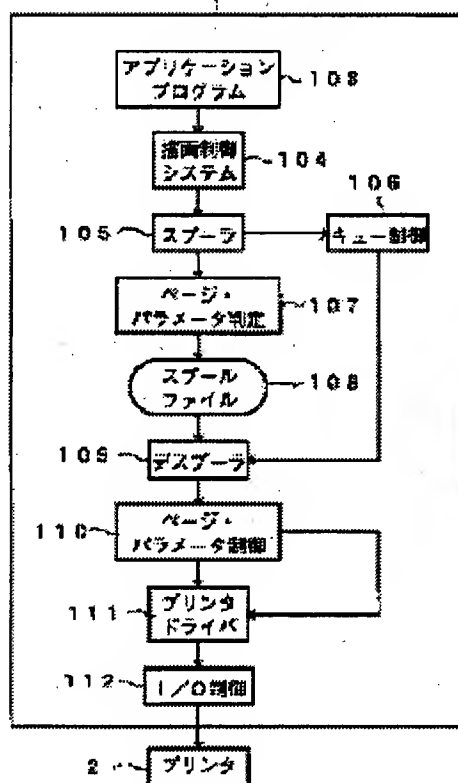 アプリケーション
プログラム
103
描画制御
システム
104
106
105
スプーラ
キュー制御
ページ・
パラメータ判定
107
スプール
ファイル
108
109
デスプーラ
110
ページ・
パラメータ制御
111
プリンタ
ドライバ
112
I/O制御
2
プリンタ